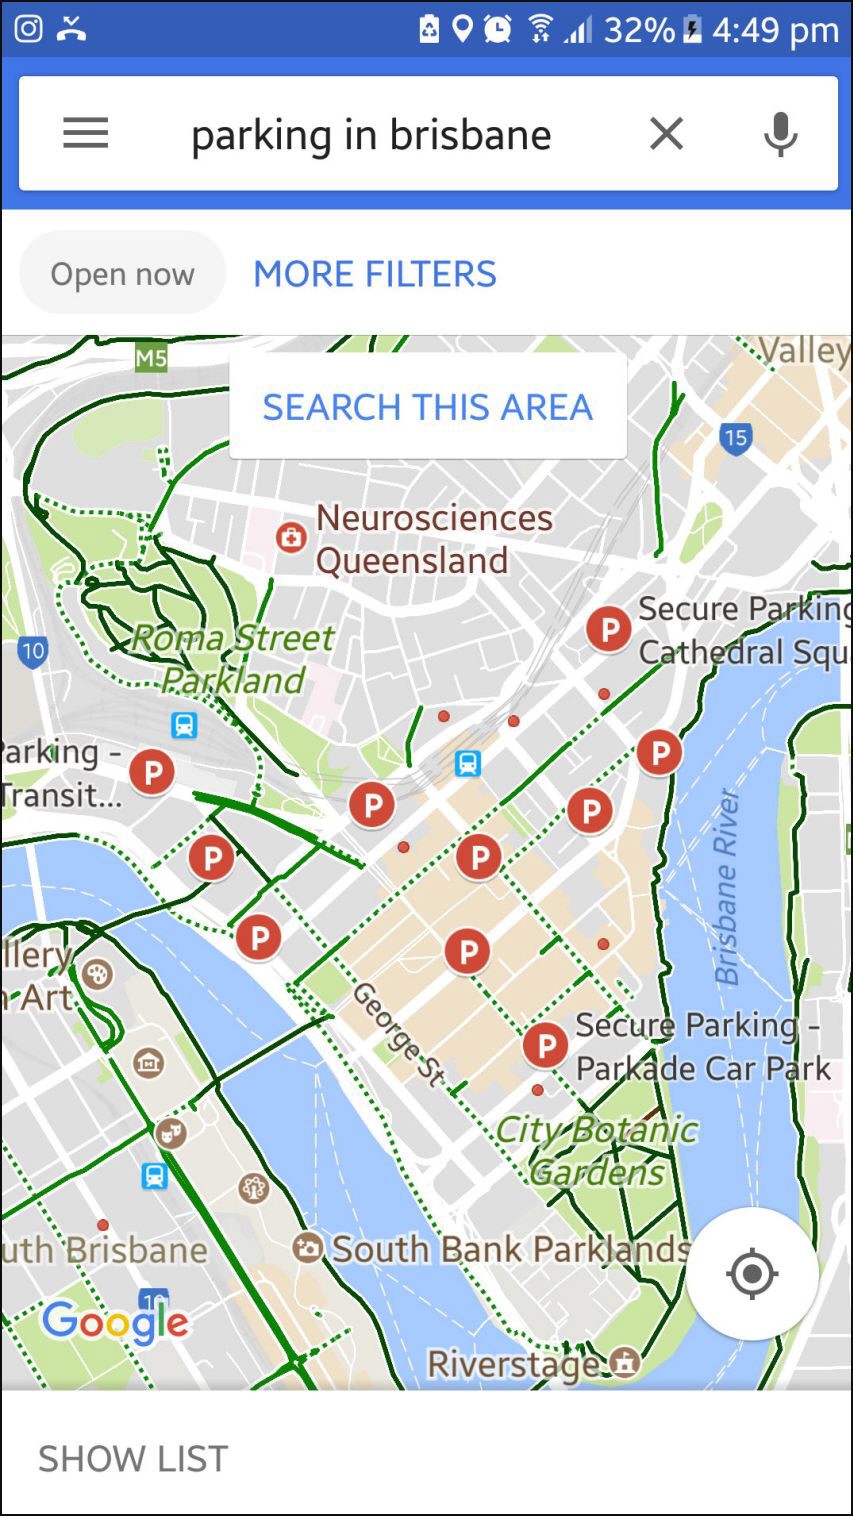 32% 4:49 pm
parking in brisbane
Open now
MORE FILTERS
M5
Valley
SEARCH THIS AREA
15
Neurosciences
Queensland
Secure Parking
Cathedral Squ
10
Roma Street
Parkland
arking -
Transit...
P
P
P
P
P
P
P
P
P
P
Brisbane River
llery
n Art
George St
Secure Parking -
Parkade Car Park
City Botanic
Gardens
uth Brisbane
South Bank Parklands
10
Google
Riverstage
SHOW LIST